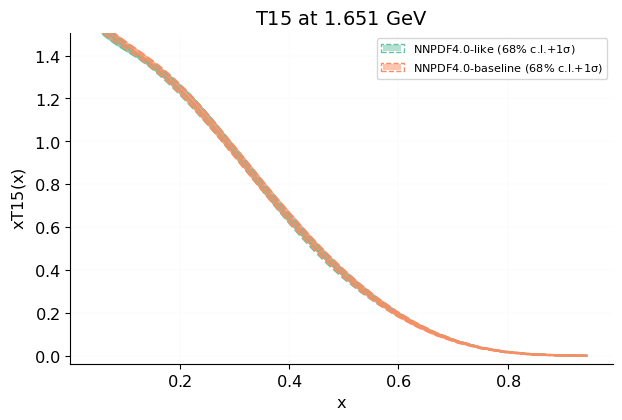 T15 at 1.651 GeV
NNPDF4.0-like (68% c.l.+1σ)
NNPDF4.0-baseline (68% c.l.+1σ)
xT15(x)
1.4
1.2
1.0
0.8
0.6
0.4
0.2
0.0
0.2 0.4 0.6 0.8
x